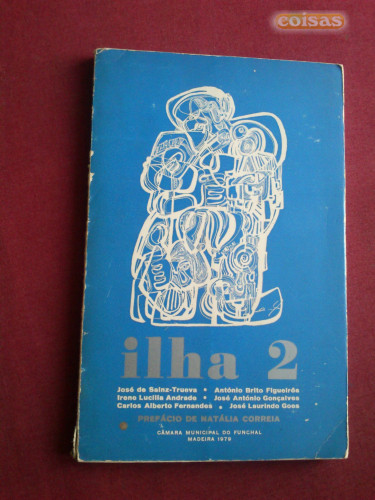 coisas
ilha 2
José de Sainz-Trueva • António Brito Figueirôa
Irene Lucília Andrade • José António Gonçalves
Carlos Alberto Fernandes • José Laurindo Goes
PREFÁCIO DE NATÁLIA CORREIA
CÂMARA MUNICIPAL DO FUNCHAL
MADEIRA 1979